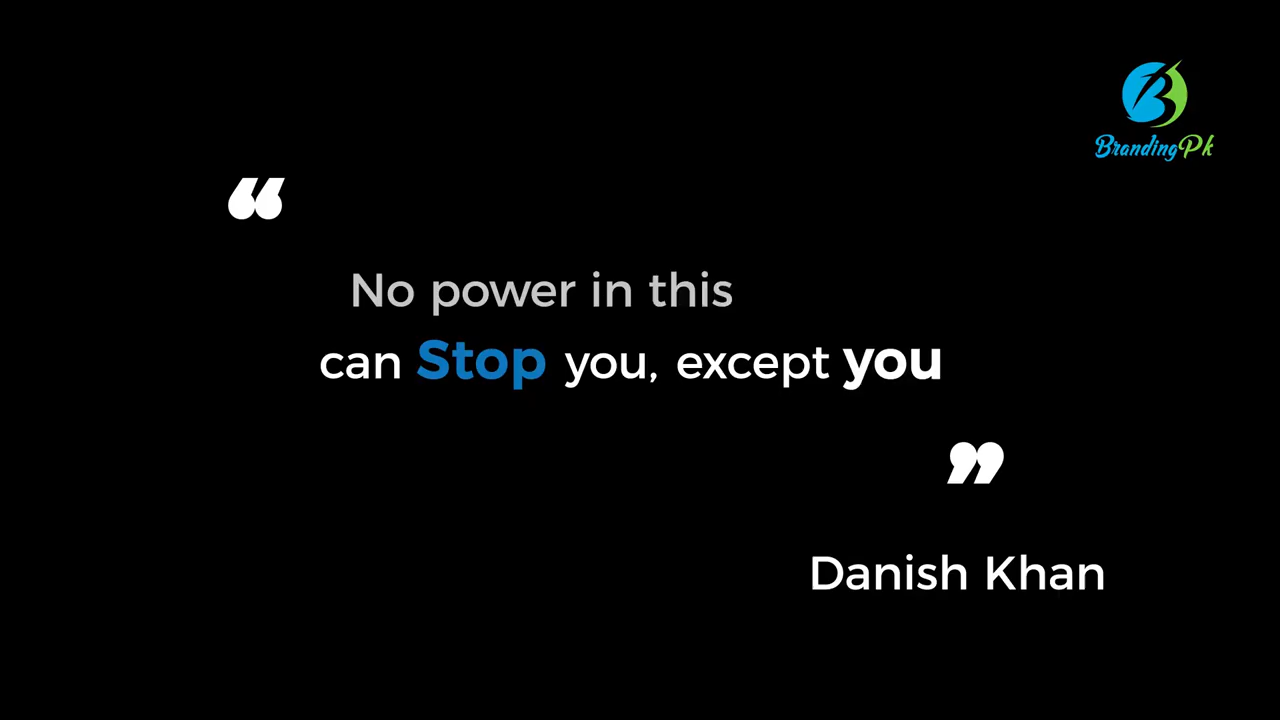 BrandingPk
“
No power in this
can Stop you, except you
”
Danish Khan